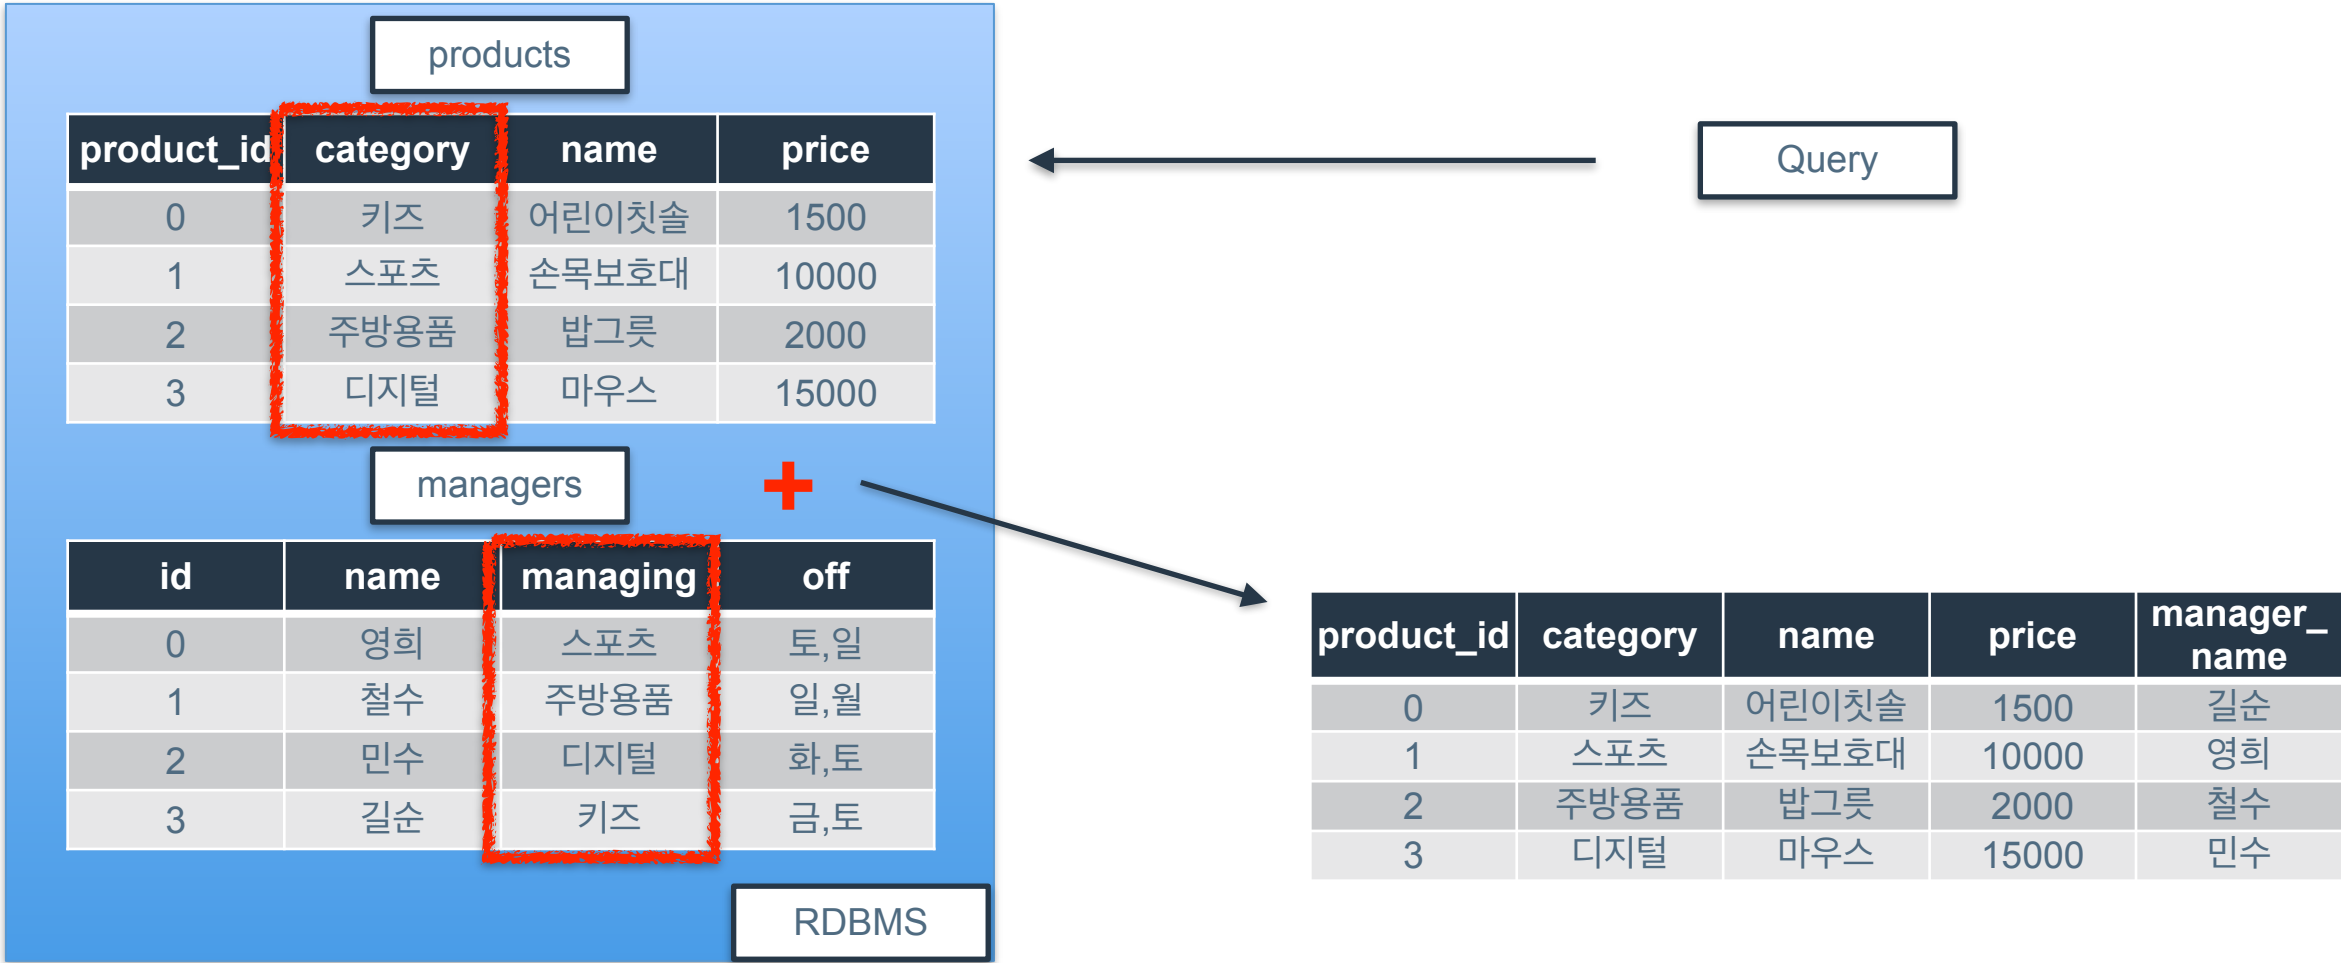 products
product_id category name price
0 키즈 어린이칫솔 1500
1 스포츠 손목보호대 10000
2 주방용품 밥그릇 2000
3 디지털 마우스 15000
managers
id name managing off
0 영희 스포츠 토,일
1 철수 주방용품 일,월
2 민수 디지털 화,토
3 길순 키즈 금,토
RDBMS
Query
product_id category name price manager_
name
0 키즈 어린이칫솔 1500 길순
1 스포츠 손목보호대 10000 영희
2 주방용품 밥그릇 2000 철수
3 디지털 마우스 15000 민수